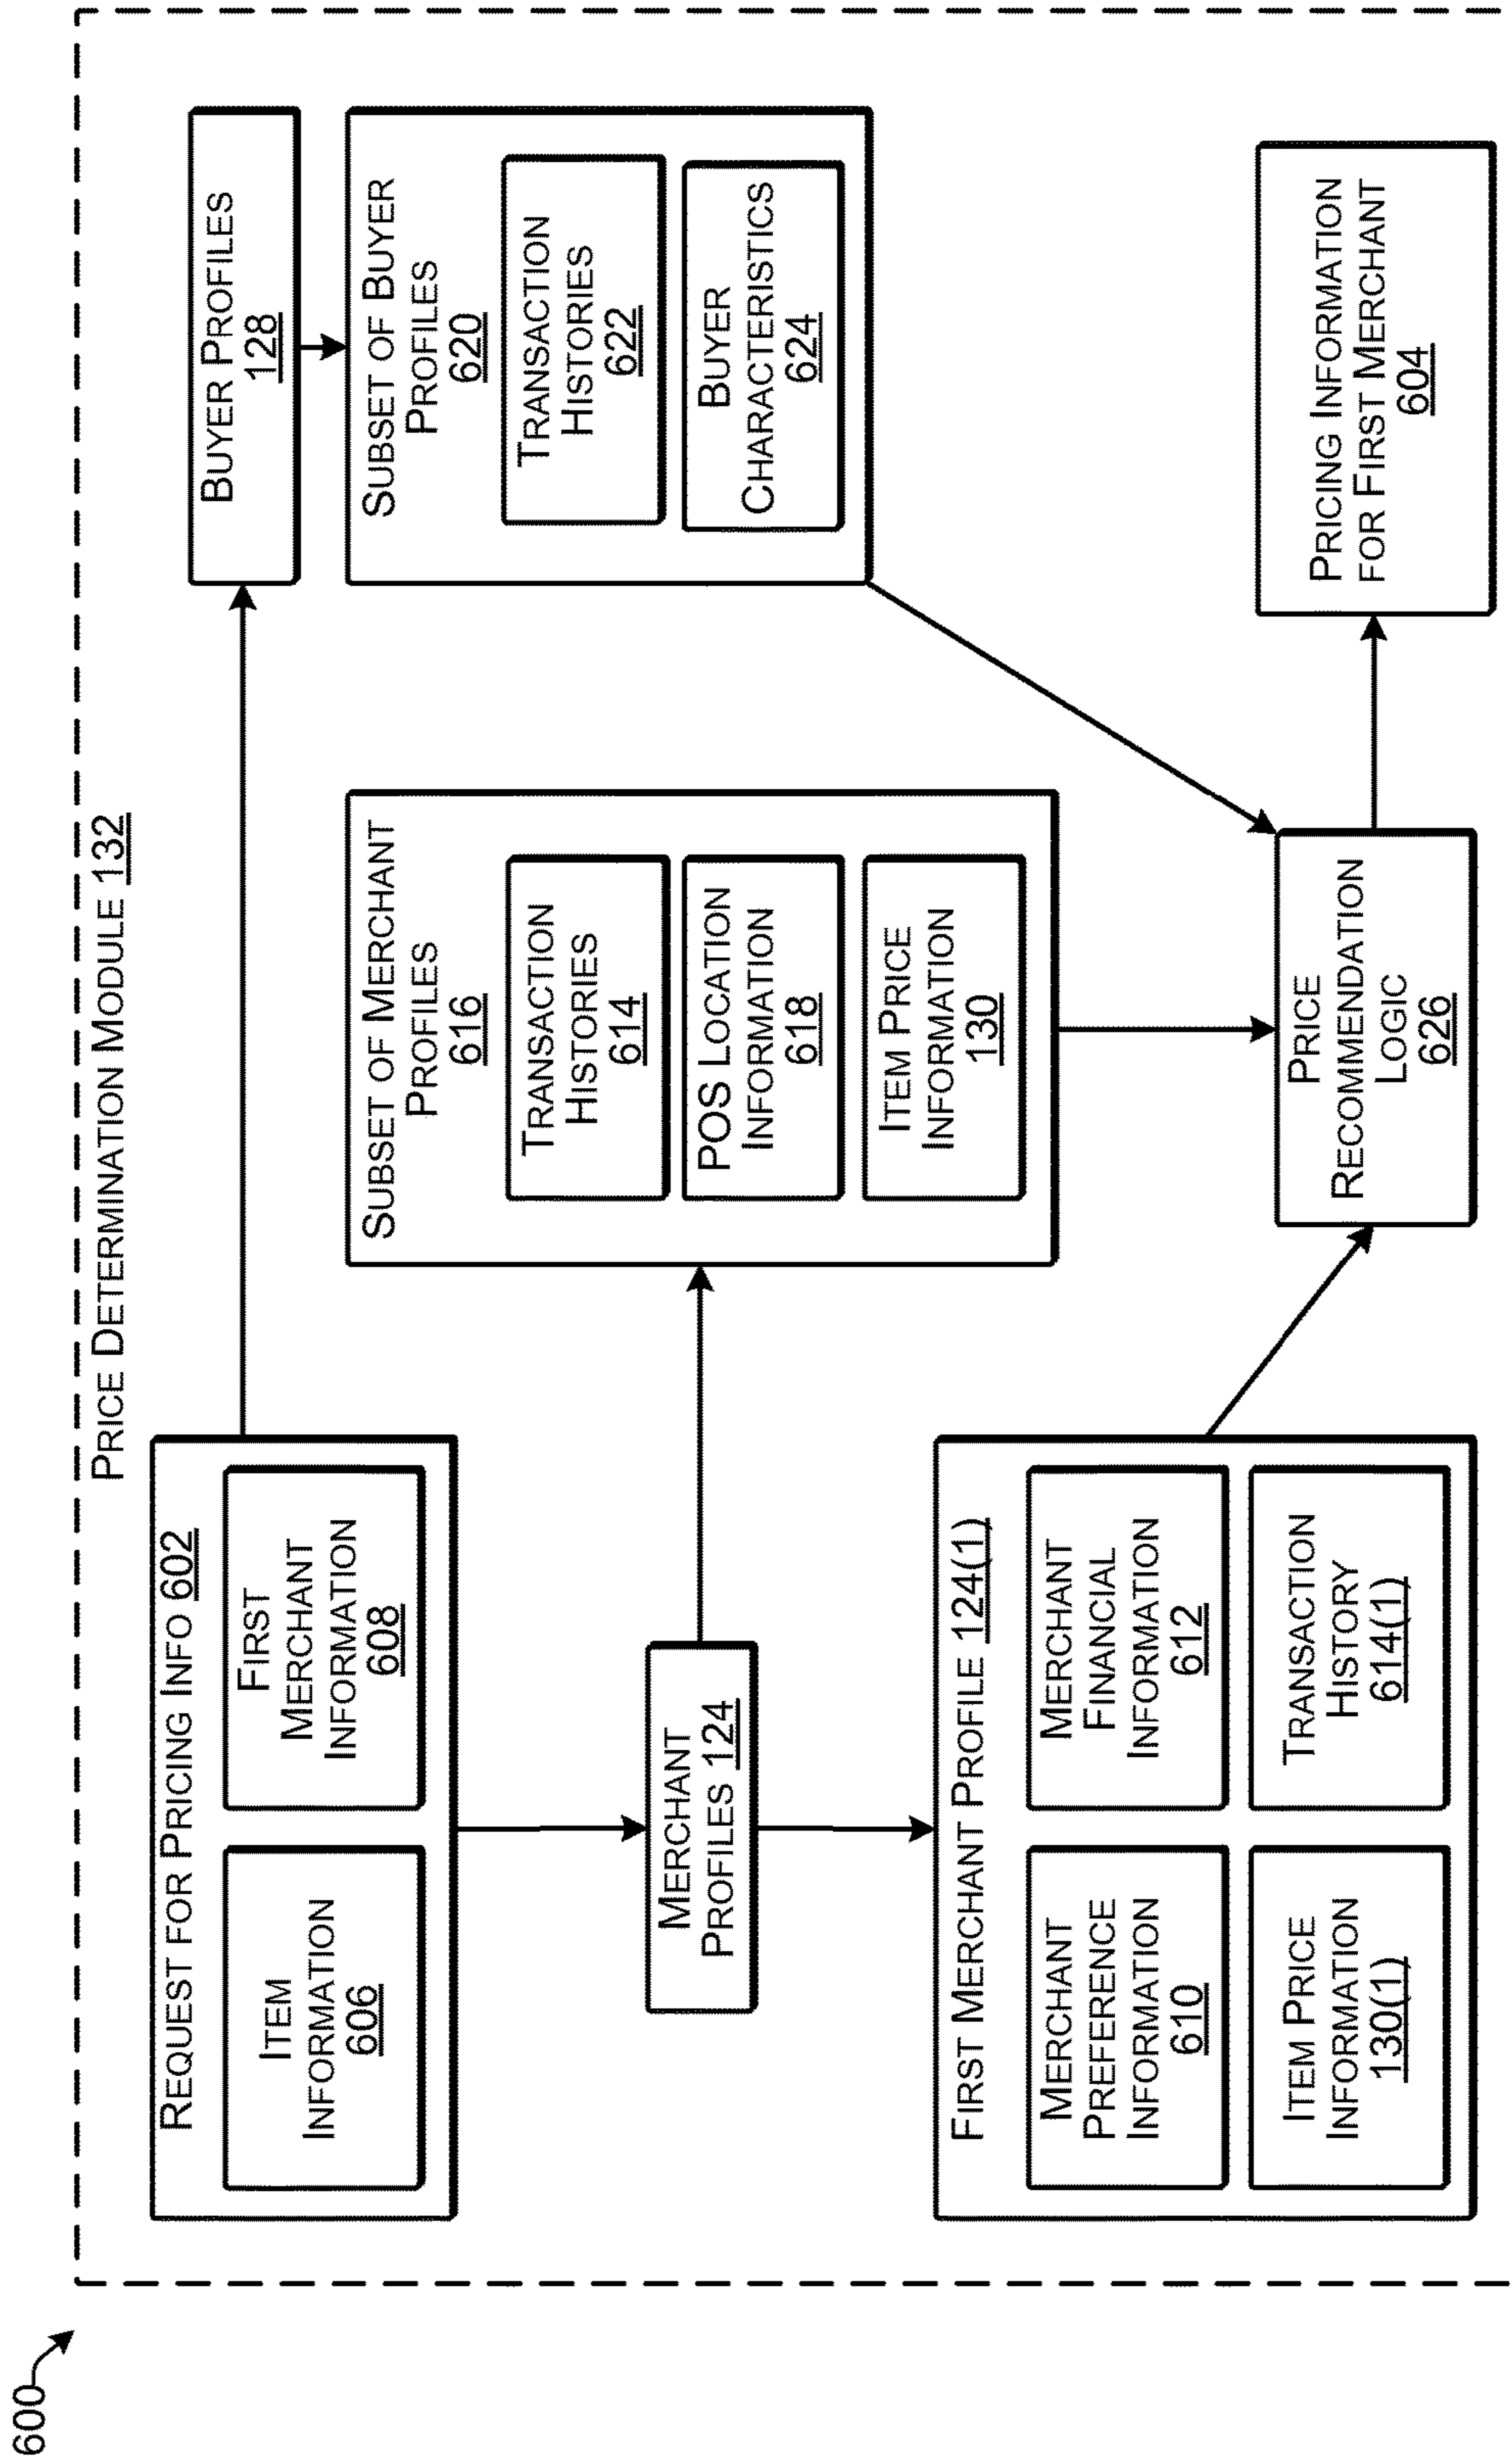 600
PRICE DETERMINATION MODULE 132
REQUEST FOR PRICING INFO 602
ITEM
INFORMATION
606
FIRST
MERCHANT
INFORMATION
608
BUYER PROFILES
128
SUBSET OF BUYER
PROFILES
620
TRANSACTION
HISTORIES
622
BUYER
CHARACTERISTICS
624
SUBSET OF MERCHANT
PROFILES
616
TRANSACTION
HISTORIES
614
POS LOCATION
INFORMATION
618
ITEM PRICE
INFORMATION
130
MERCHANT
PROFILES 124
FIRST MERCHANT PROFILE 124(1)
MERCHANT
PREFERENCE
INFORMATION
610
MERCHANT
FINANCIAL
INFORMATION
612
ITEM PRICE
INFORMATION
130(1)
TRANSACTION
HISTORY
614(1)
PRICE
RECOMMENDATION
LOGIC
626
PRICING INFORMATION
FOR FIRST MERCHANT
604